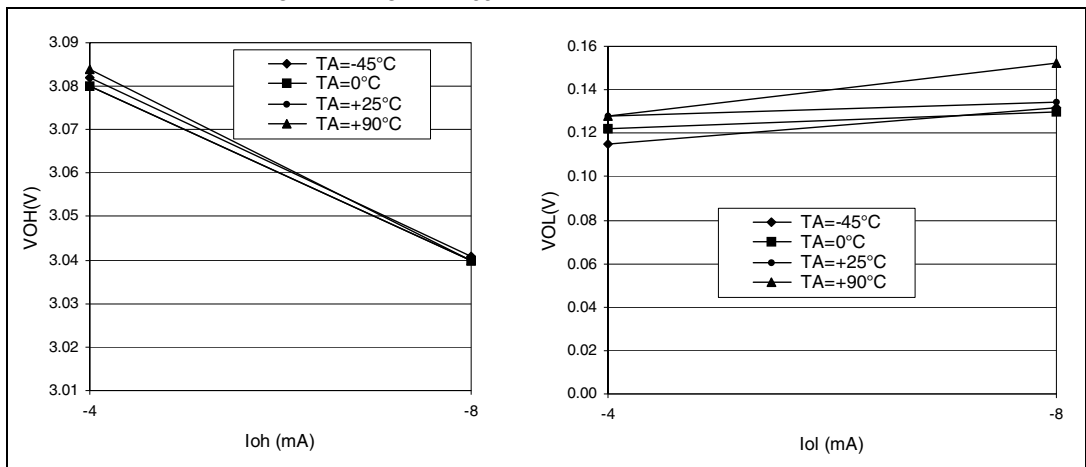 3.09
3.08
3.07
3.06
3.05
3.04
3.03
3.02
3.01
VOH(V)
-4
-8
Ioh (mA)
TA=-45°C
TA=0°C
TA=+25°C
TA=+90°C
0.16
0.14
0.12
0.10
0.08
0.06
0.04
0.02
0.00
VOL(V)
-4
-8
Iol (mA)
TA=-45°C
TA=0°C
TA=+25°C
TA=+90°C